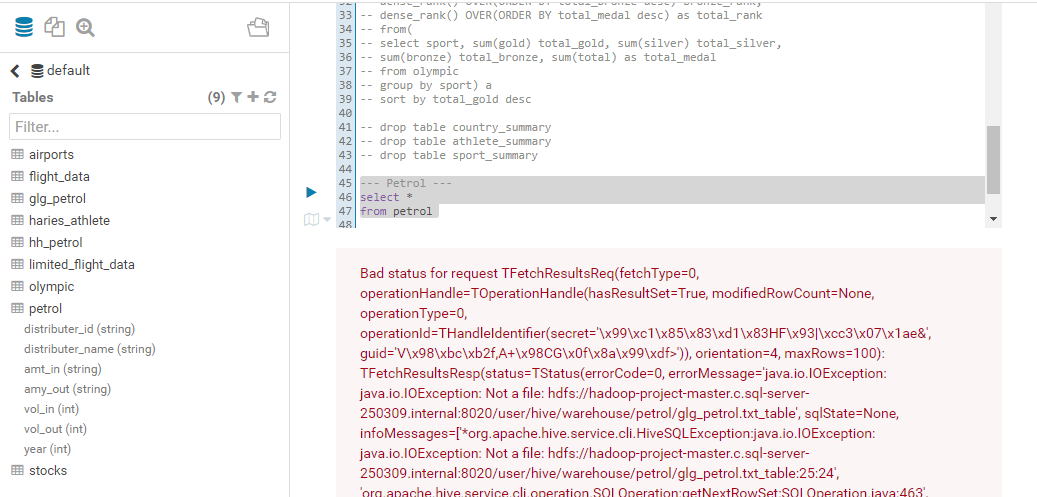 default
Tables
(9)
Filter...
airports
flight_data
glg_petrol
haries_athlete
hh_petrol
limited_flight_data
olympic
petrol
distributer_id (string)
distributer_name (string)
amt_in (string)
amy_out (string)
vol_in (int)
vol_out (int)
year (int)
stocks
32 -- dense_rank() OVER(ORDER BY total_bronze desc) bronze_rank,
33 -- dense_rank() OVER(ORDER BY total_medal desc) as total_rank
34 -- from(
35 -- select sport, sum(gold) total_gold, sum(silver) total_silver,
36 -- sum(bronze) total_bronze, sum(total) as total_medal
37 -- from olympic
38 -- group by sport) a
39 -- sort by total_gold desc
40
41 -- drop table country_summary
42 -- drop table athlete_summary
43 -- drop table sport_summary
44
45 --- Petrol ---
46 select *
47 from petrol
48
Bad status for request TFetchResultsReq(fetchType=0,
operationHandle=TOperationHandle(hasResultSet=True, modifiedRowCount=None,
operationType=0,
operationId=THandleIdentifier(secret='\x99\xc1\x85\x83\xd1\x83HF\x93|\xcc3\x07\x1ae&',
guid='V\x98\xbc\xb2f,A+\x98CG\x0f\x8a\x99\xdf>')), orientation=4, maxRows=100):
TFetchResultsResp(status=TStatus(errorCode=0, errorMessage='java.io.IOException:
java.io.IOException: Not a file: hdfs://hadoop-project-master.c.sql-server-
250309.internal:8020/user/hive/warehouse/petrol/glg_petrol.txt_table', sqlState=None,
infoMessages=['*org.apache.hive.service.cli.HiveSQLException:java.io.IOException:
java.io.IOException: Not a file: hdfs://hadoop-project-master.c.sql-server-
250309.internal:8020/user/hive/warehouse/petrol/glg_petrol.txt_table:25:24',
'org.apache.hive.service.cli.operation.SQLOperation:getNextRowSet:SQLOperation.java:463',